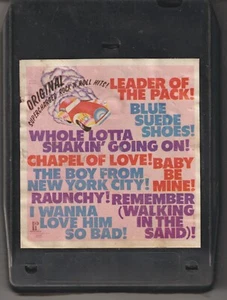 ORIGINAL
SUPERCHARGED ROCK & ROLL HITS!
LEADER OF
THE PACK!
BLUE
SUEDE
SHOES!
WHOLE LOTTA
SHAKIN' GOING ON!
CHAPEL OF LOVE!
BABY
BE
MINE!
THE BOY FROM
NEW YORK CITY!
RAUNCHY!
REMEMBER
(WALKING
IN THE
SAND)!
I WANNA
LOVE HIM
SO BAD!